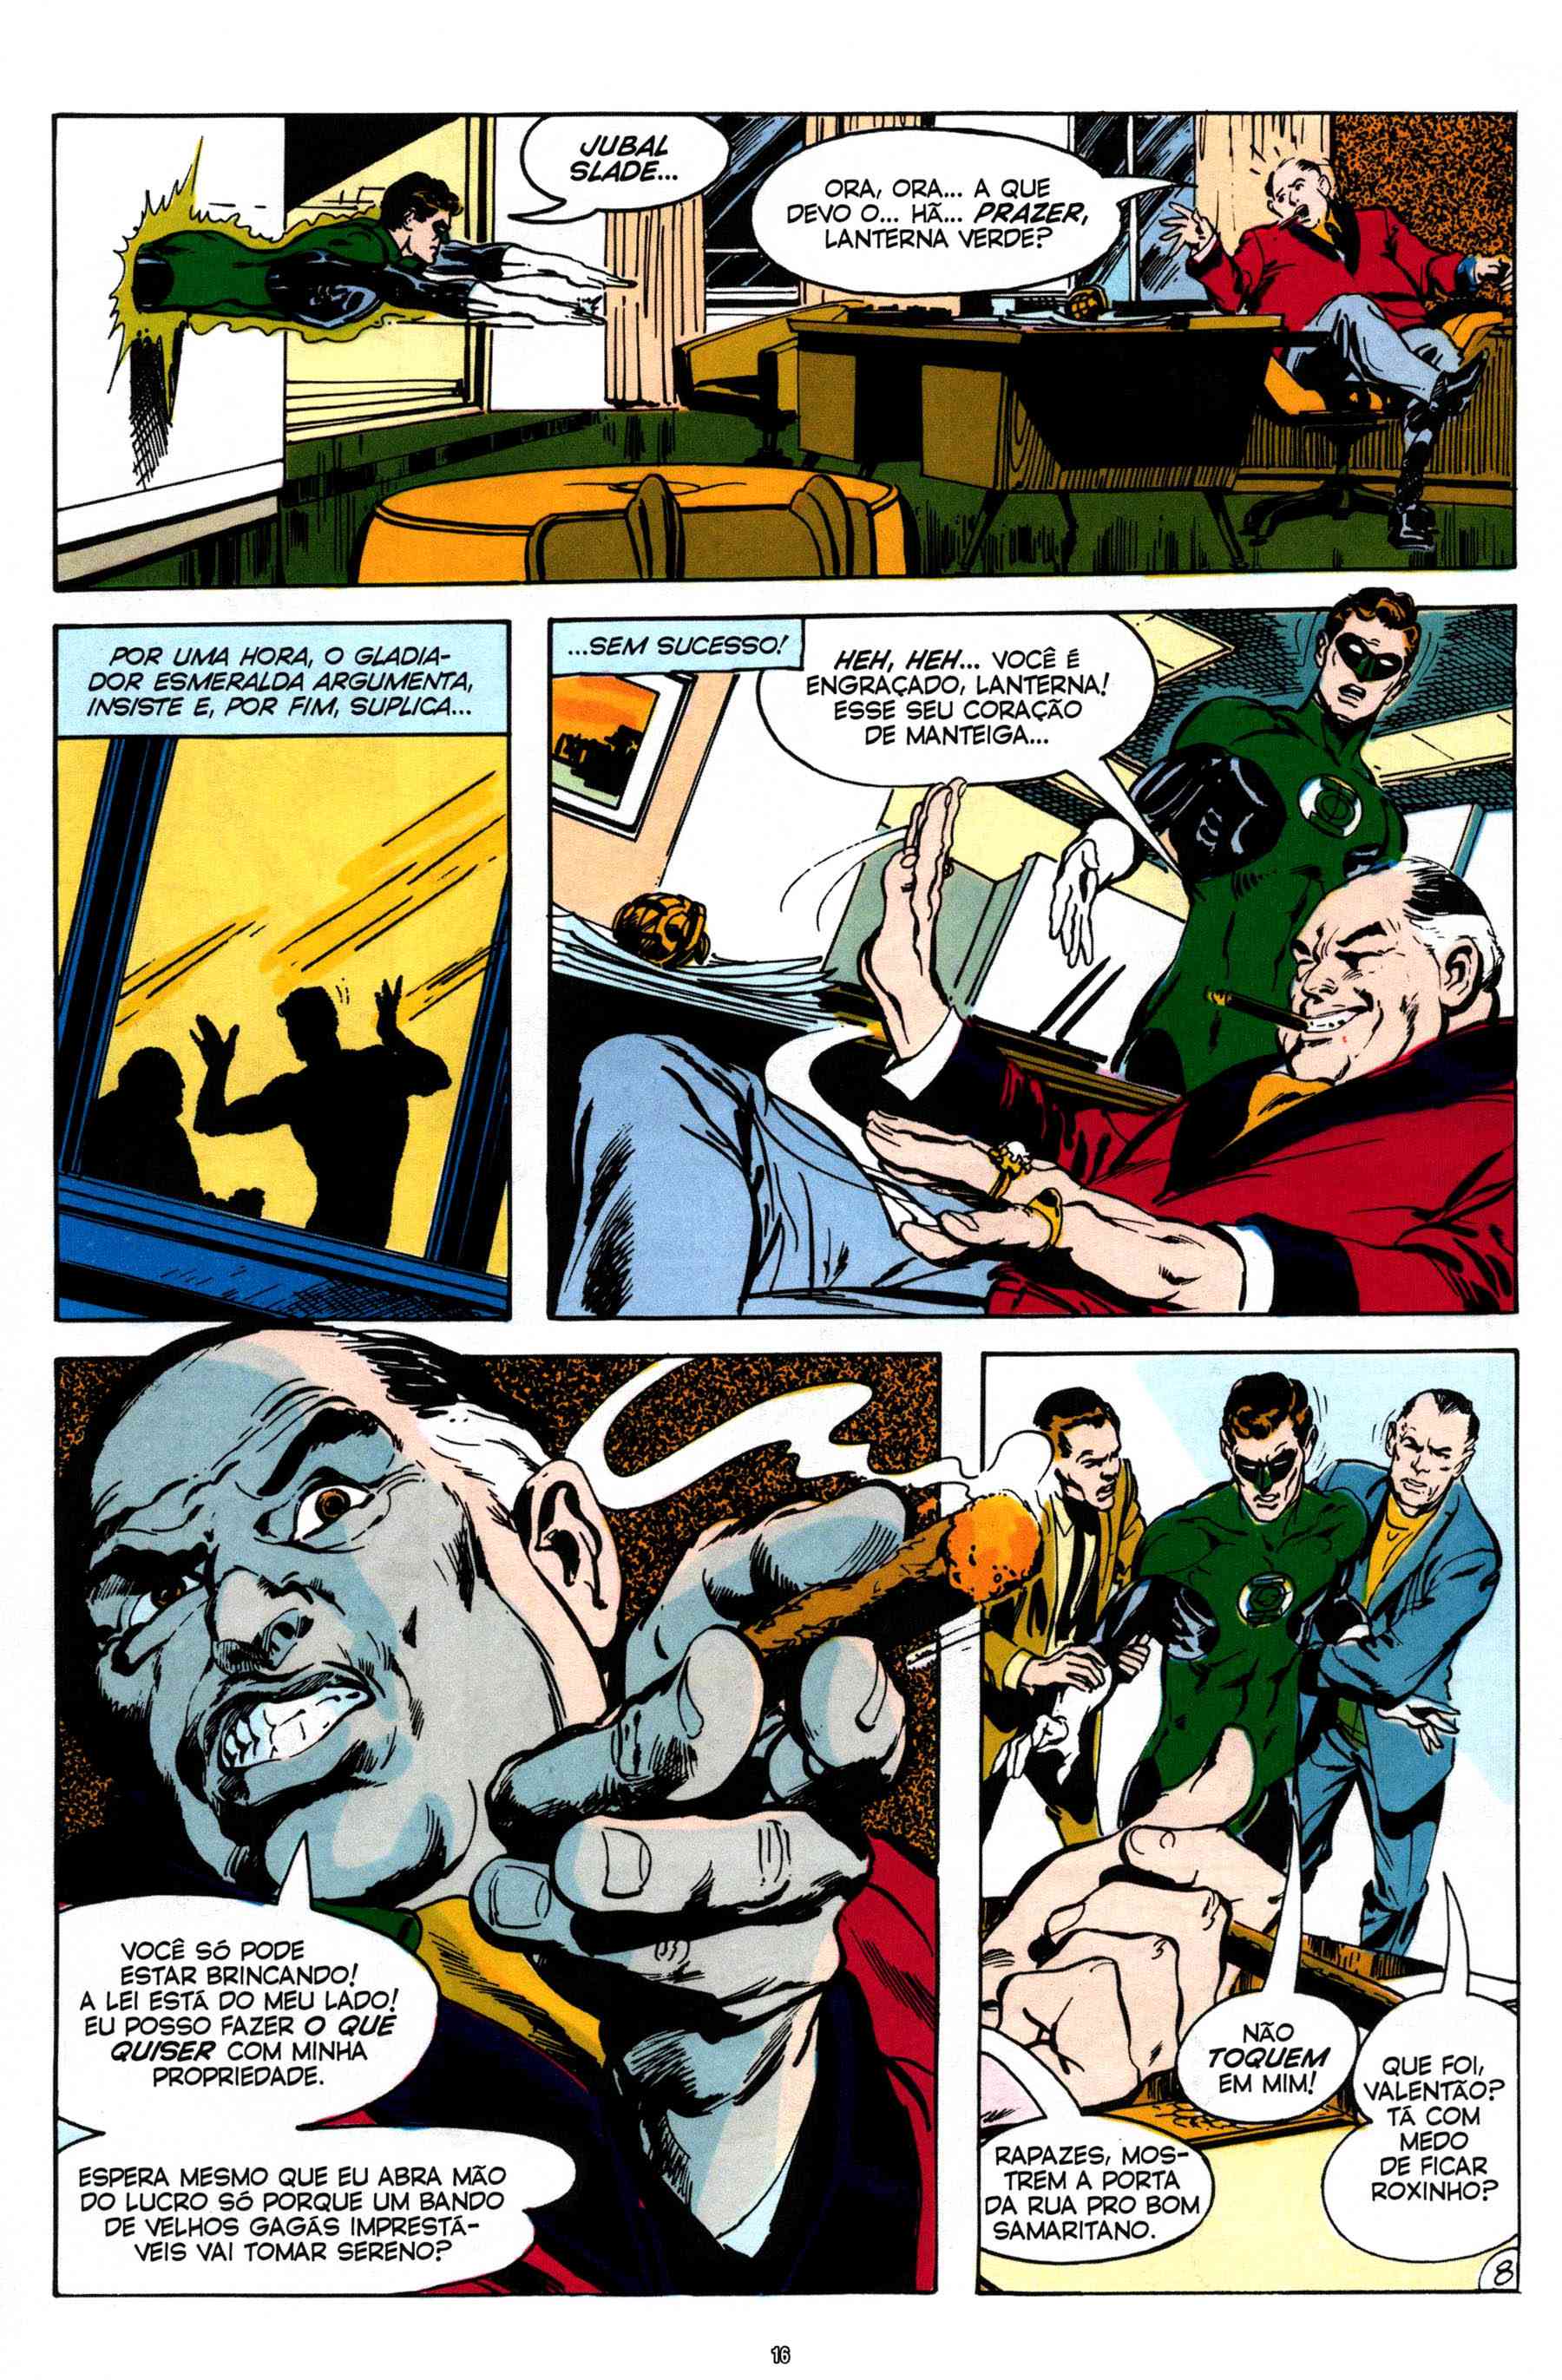 JUBAL
SLADE...
ORA, ORA... A QUE
DEVO O... HÃ... PRAZER,
LANTERNA VERDE?
POR UMA HORA, O GLADIA-
DOR ESMERALDA ARGUMENTA,
INSISTE E, POR FIM, SUPLICA...
...SEM SUCESSO!
HEH, HEH... VOCÊ É
ENGRAÇADO, LANTERNA!
ESSE SEU CORAÇÃO
DE MANTEIGA...
VOCÊ SÓ PODE
ESTAR BRINCANDO!
A LEI ESTÁ DO MEU LADO!
EU POSSO FAZER O QUE
QUISER COM MINHA
PROPRIEDADE.
ESPERA MESMO QUE EU ABRA MÃO
DO LUCRO SÓ PORQUE UM BANDO
DE VELHOS GAGÁS IMPRESTÁ-
VEIS VAI TOMAR SERENO?
RAPAZES, MOS-
TREM A PORTA
DA RUA PRO BOM
SAMARITANO.
NÃO
TOQUEM
EM MIM!
QUE FOI,
VALENTÃO?
TÁ COM
MEDO
DE FICAR
ROXINHO?
8
16